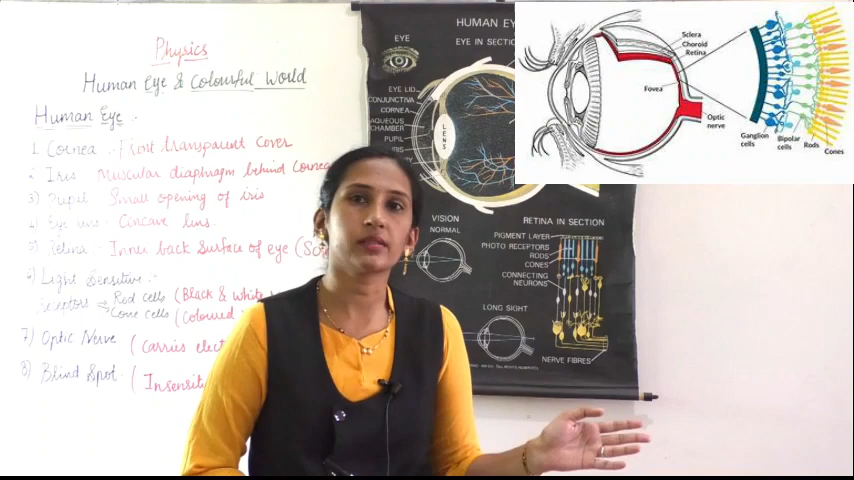 Physics
Human Eye & Colourful World
Human Eye :-
1. Cornea :- Front transparent cover
2. Iris :- Muscular diaphragm behind Cornea
3) Pupil :- Small opening of iris
4) Eye lens :- Concave lens
5) Retina :- Inner back Surface of eye
6) Light Sensitive :-
Receptors → Rod cells (Black & White
Cone cells (coloured
7) Optic Nerve (Carries
8) Blind Spot (
HUMAN
EYE
EYE IN
EYE LID
CONJUNCTIVA
CORNEA
AQUEOUS
CHAMBER
PUPIL
LENS
VISION
NORMAL
LONG SIGHT
RETINA IN SECTION
PIGMENT LAYER
PHOTO RECEPTORS
RODS
CONES
CONNECTING
NEURONS
NERVE FIBRES
Sclera
Choroid
Retina
Fovea
Optic
nerve
Ganglion
cells
Bipolar
cells
Rods
Cones